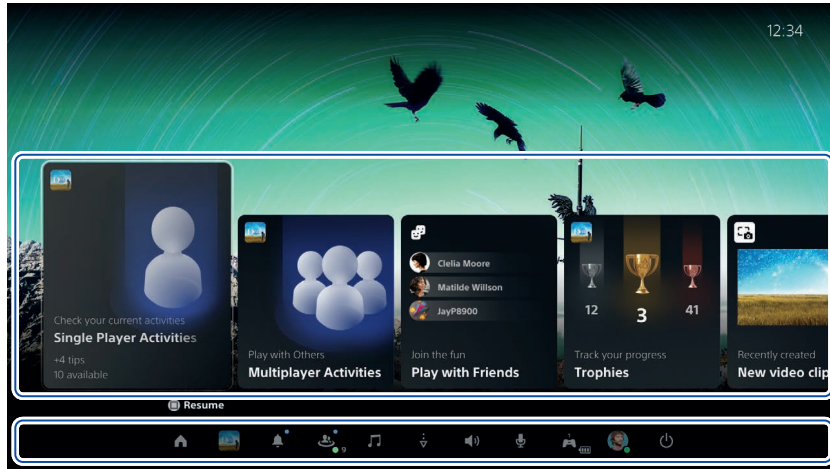 12:34
Check your current activities
Single Player Activities
+4 tips
10 available
Play with Others
Multiplayer Activities
Clelia Moore
Matilde Willson
JayP8900
Join the fun
Play with Friends
12
3
41
Track your progress
Trophies
Recently created
New video clip
Resume
9
1